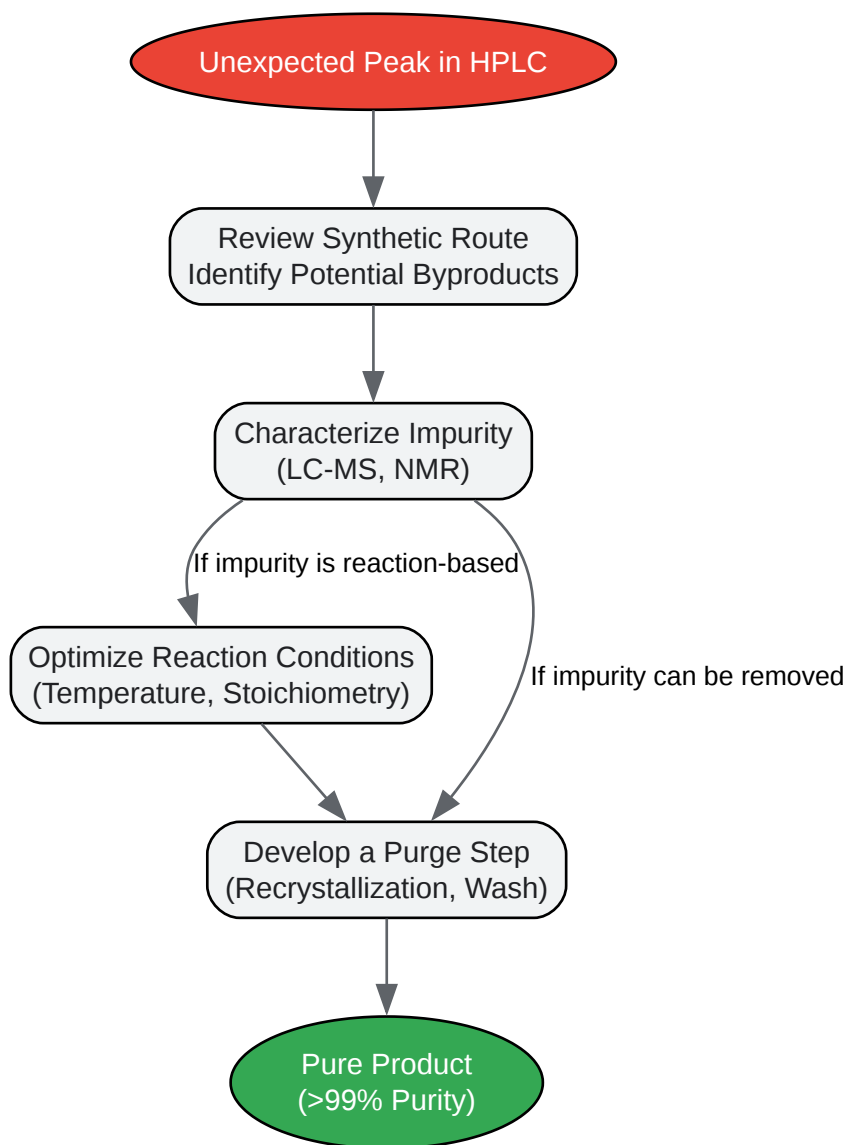 Unexpected Peak in HPLC
Review Synthetic Route
Identify Potential Byproducts
Characterize Impurity
(LC-MS, NMR)
If impurity is reaction-based
Optimize Reaction Conditions
(Temperature, Stoichiometry)
If impurity can be removed
Develop a Purge Step
(Recrystallization, Wash)
Pure Product
(>99% Purity)